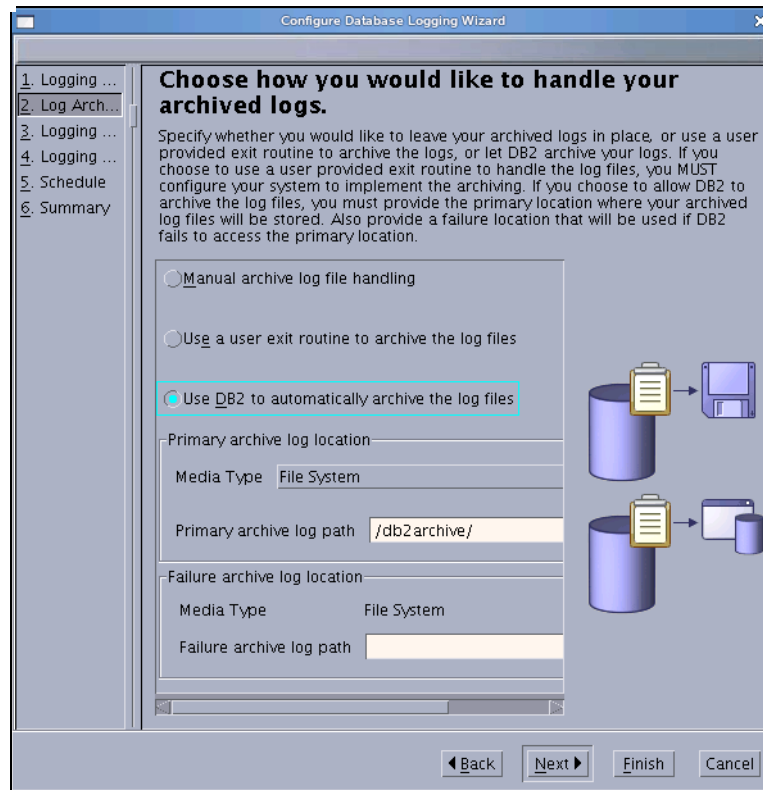 Configure Database Logging Wizard
1. Logging ...
2. Log Arch...
3. Logging ...
4. Logging ...
5. Schedule
6. Summary
Choose how you would like to handle your
archived logs.
Specify whether you would like to leave your archived logs in place, or use a user
provided exit routine to archive the logs, or let DB2 archive your logs. If you
choose to use a user provided exit routine to handle the log files, you MUST
configure your system to implement the archiving. If you choose to allow DB2 to
archive the log files, you must provide the primary location where your archived
log files will be stored. Also provide a failure location that will be used if DB2
fails to access the primary location.
Manual archive log file handling
Use a user exit routine to archive the log files
Use DB2 to automatically archive the log files
Primary archive log location
Media Type File System
Primary archive log path /db2archive/
Failure archive log location
Media Type File System
Failure archive log path
Back Next Finish Cancel